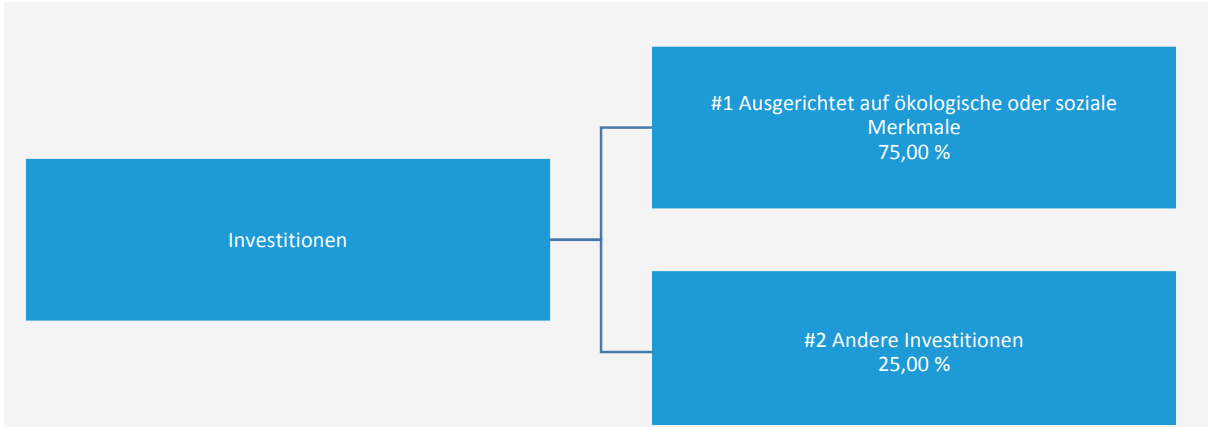 #1 Ausgerichtet auf ökologische oder soziale
Merkmale
75,00 %
Investitionen
#2 Andere Investitionen
25,00 %